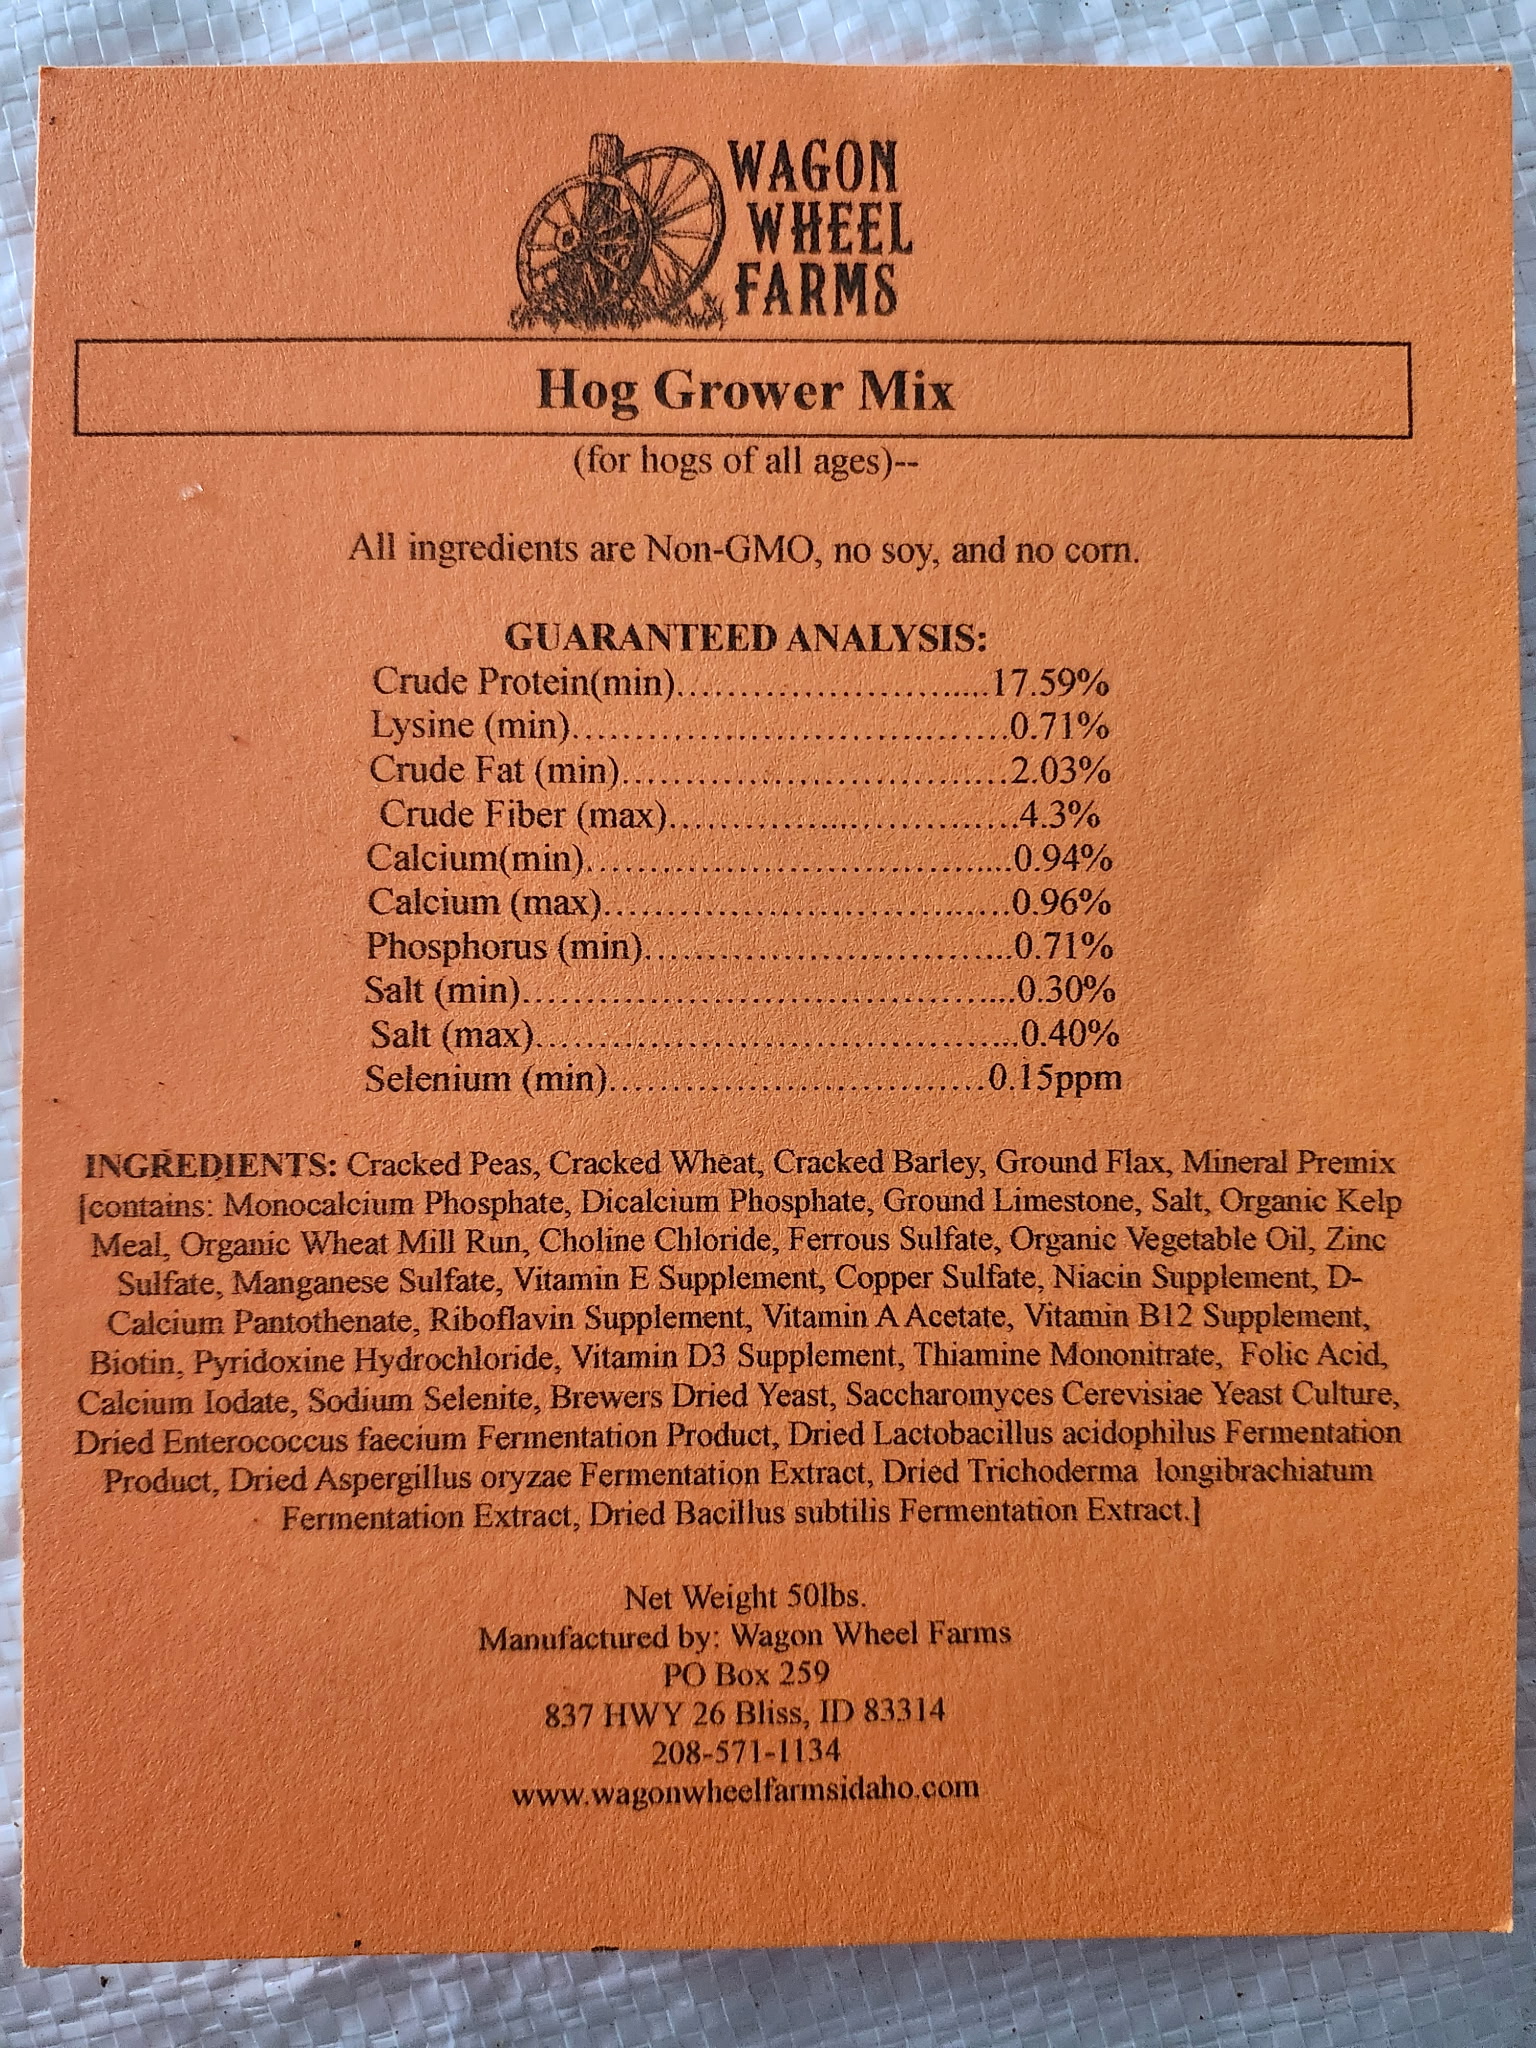 WAGON
WHEEL
FARMS
Hog Grower Mix
(for hogs of all ages)--
All ingredients are Non-GMO, no soy, and no corn.
GUARANTEED ANALYSIS:
Crude Protein(min)..............................17.59%
Lysine (min)..........................................0.71%
Crude Fat (min).....................................2.03%
Crude Fiber (max)..................................4.3%
Calcium(min).........................................0.94%
Calcium (max).......................................0.96%
Phosphorus (min)...................................0.71%
Salt (min)...............................................0.30%
Salt (max)..............................................0.40%
Selenium (min)....................................0.15ppm
INGREDIENTS: Cracked Peas, Cracked Wheat, Cracked Barley, Ground Flax, Mineral Premix
[contains: Monocalcium Phosphate, Dicalcium Phosphate, Ground Limestone, Salt, Organic Kelp
Meal, Organic Wheat Mill Run, Choline Chloride, Ferrous Sulfate, Organic Vegetable Oil, Zinc
Sulfate, Manganese Sulfate, Vitamin E Supplement, Copper Sulfate, Niacin Supplement, D-
Calcium Pantothenate, Riboflavin Supplement, Vitamin A Acetate, Vitamin B12 Supplement,
Biotin, Pyridoxine Hydrochloride, Vitamin D3 Supplement, Thiamine Mononitrate, Folic Acid,
Calcium Iodate, Sodium Selenite, Brewers Dried Yeast, Saccharomyces Cerevisiae Yeast Culture,
Dried Enterococcus faecium Fermentation Product, Dried Lactobacillus acidophilus Fermentation
Product, Dried Aspergillus oryzae Fermentation Extract, Dried Trichoderma longibrachiatum
Fermentation Extract, Dried Bacillus subtilis Fermentation Extract.]
Net Weight 50lbs.
Manufactured by: Wagon Wheel Farms
PO Box 259
837 HWY 26 Bliss, ID 83314
208-571-1134
www.wagonwheelfarmsidaho.com